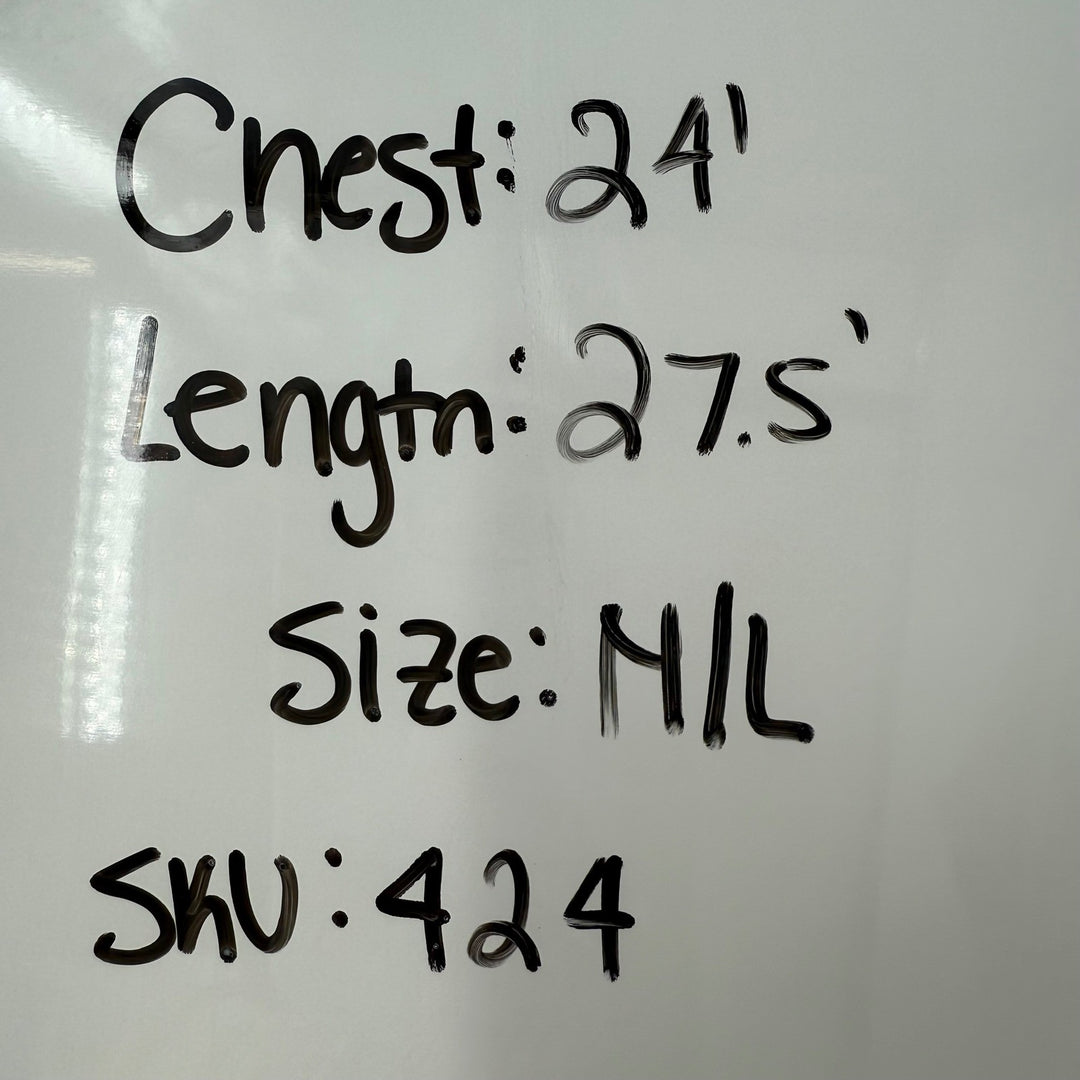 Chest: 24'
Length: 27.5'
Size: M/L
SKU: 424